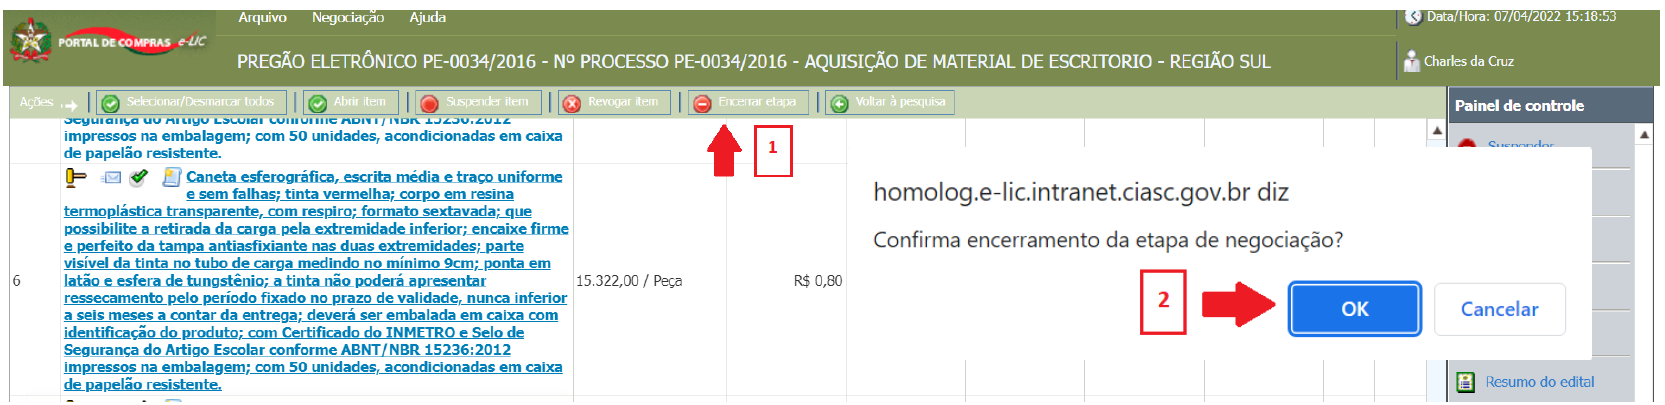 Arquivo Negociação Ajuda
Data/Hora: 07/04/2022 15:18:53
PORTAL DE COMPRAS e-LIC
PREGÃO ELETRÔNICO PE-0034/2016 - Nº PROCESSO PE-0034/2016 - AQUISIÇÃO DE MATERIAL DE ESCRITORIO - REGIÃO SUL
Charles da Cruz
Ações Selecionar/Desmarcar todos Abrir item Suspender item Revogar item Encerrar etapa Voltar à pesquisa
Painel de controle
Segurança do Artigo Escolar conforme ABNT/NBR 15236:2012
impressos na embalagem; com 50 unidades, acondicionadas em caixa
de papelão resistente.
1
Suspender
Caneta esferográfica, escrita média e traço uniforme
e sem falhas; tinta vermelha; corpo em resina
termoplástica transparente, com respiro; formato sextavada; que
possibilite a retirada da carga pela extremidade inferior; encaixe firme
e perfeito da tampa antiasfixiante nas duas extremidades; parte
visível da tinta no tubo de carga medindo no mínimo 9cm; ponta em
6 latão e esfera de tungstênio; a tinta não poderá apresentar 15.322,00 / Peça R$ 0,80
ressecamento pelo período fixado no prazo de validade, nunca inferior
a seis meses a contar da entrega; deverá ser embalada em caixa com
identificação do produto; com Certificado do INMETRO e Selo de
Segurança do Artigo Escolar conforme ABNT/NBR 15236:2012
impressos na embalagem; com 50 unidades, acondicionadas em caixa
de papelão resistente.
homolog.e-lic.intranet.ciasc.gov.br diz
Confirma encerramento da etapa de negociação?
2
OK Cancelar
Resumo do edital